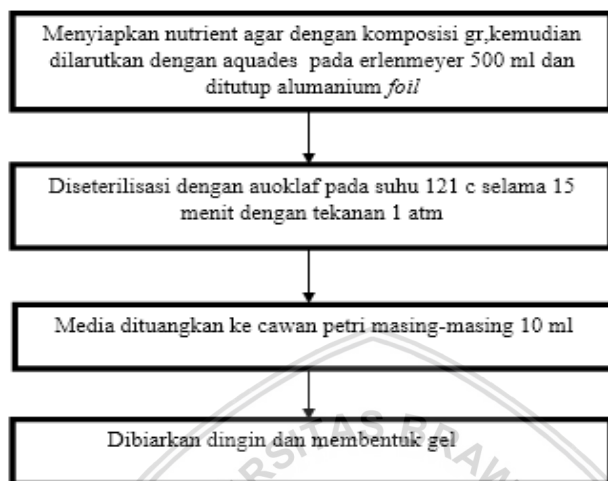 Menyiapkan nutrient agar dengan komposisi gr,kemudian
dilarutkan dengan aquades pada erlenmeyer 500 ml dan
ditutup alumanium foil
Diseterilisasi dengan auoklaf pada suhu 121 c selama 15
menit dengan tekanan 1 atm
Media dituangkan ke cawan petri masing-masing 10 ml
Dibiarkan dingin dan membentuk gel